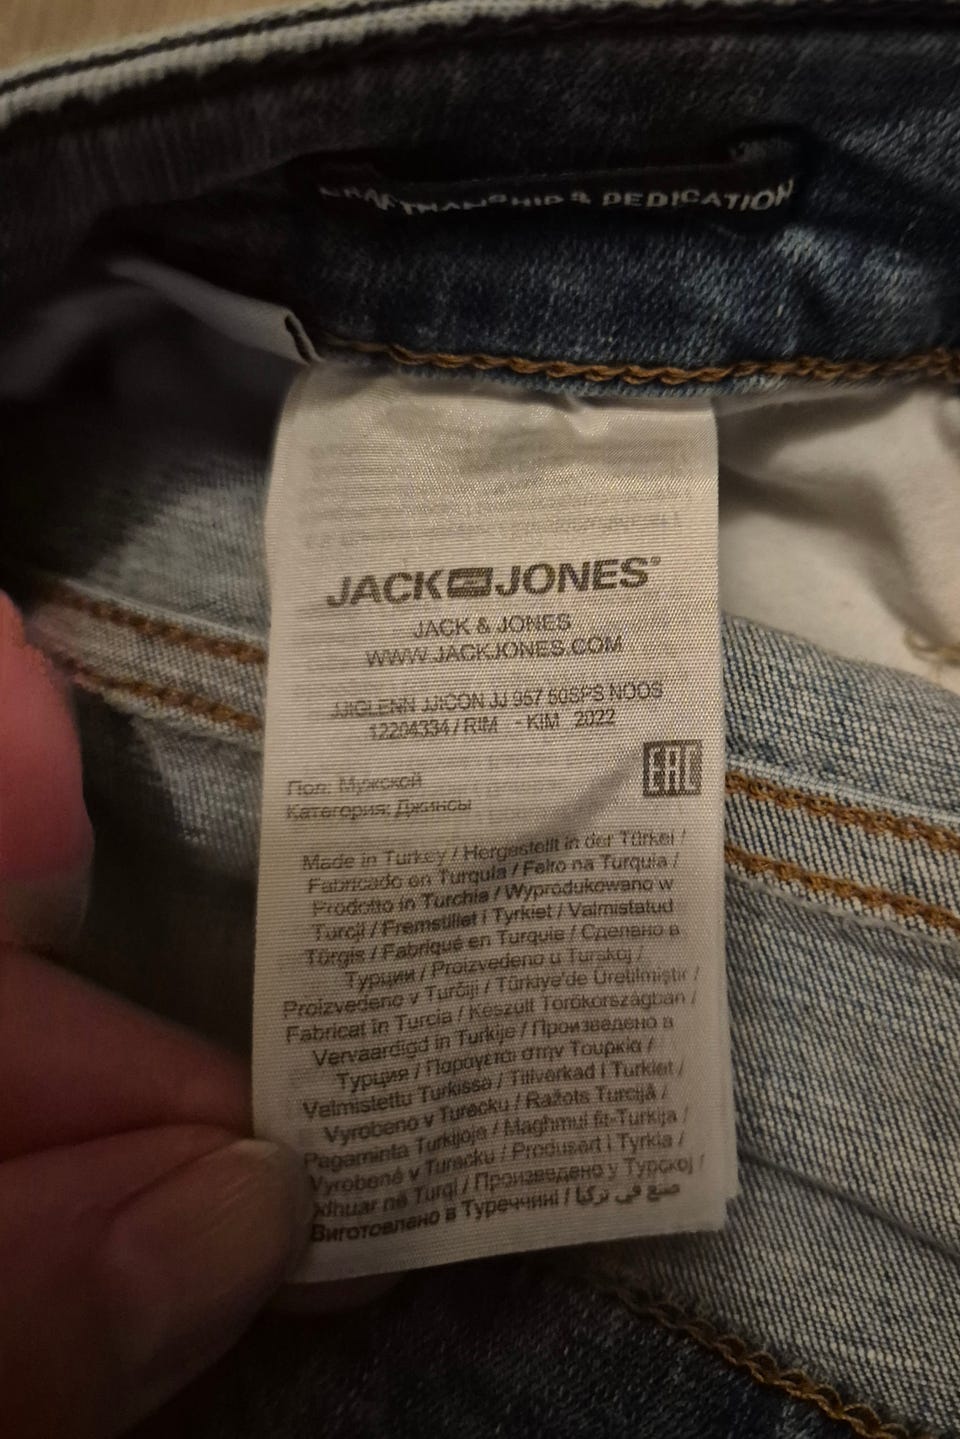 CRAFTMANSHIP & DEDICATION
JACK JONES®
JACK & JONES
WWW.JACKJONES.COM
JJIGLENN JJICON JJ 957 50SPS NOOS
12204334 / RIM - KIM 2022
EAC
Пол: Мужской
Категория: Джинсы
Made in Turkey / Hergestellt in der Türkei /
Fabricado en Turquía / Feito na Turquia /
Prodotto in Turchia / Wyprodukowano w
Turcji / Fremstillet i Tyrkiet / Valmistatud
Türgis / Fabriqué en Turquie / Сделано в
Турции / Proizvedeno u Turskoj /
Proizvedeno v Turčiji / Türkiye'de Üretilmiştir /
Fabricat în Turcia / Készült Törökországban /
Vervaardigd in Turkije / Произведено в
Турция / Παράγεται στην Τουρκία /
Valmistettu Turkissa / Tillverkad i Turkiet /
Vyrobeno v Turecku / Ražots Turcijā /
Pagaminta Turkijoje / Maghmul fit-Turkija /
Vyrobené v Turecku / Produsert i Tyrkia /
Prodhuar në Turqi / Произведено у Турској /
Виготовлено в Туреччині / صنع في تركيا